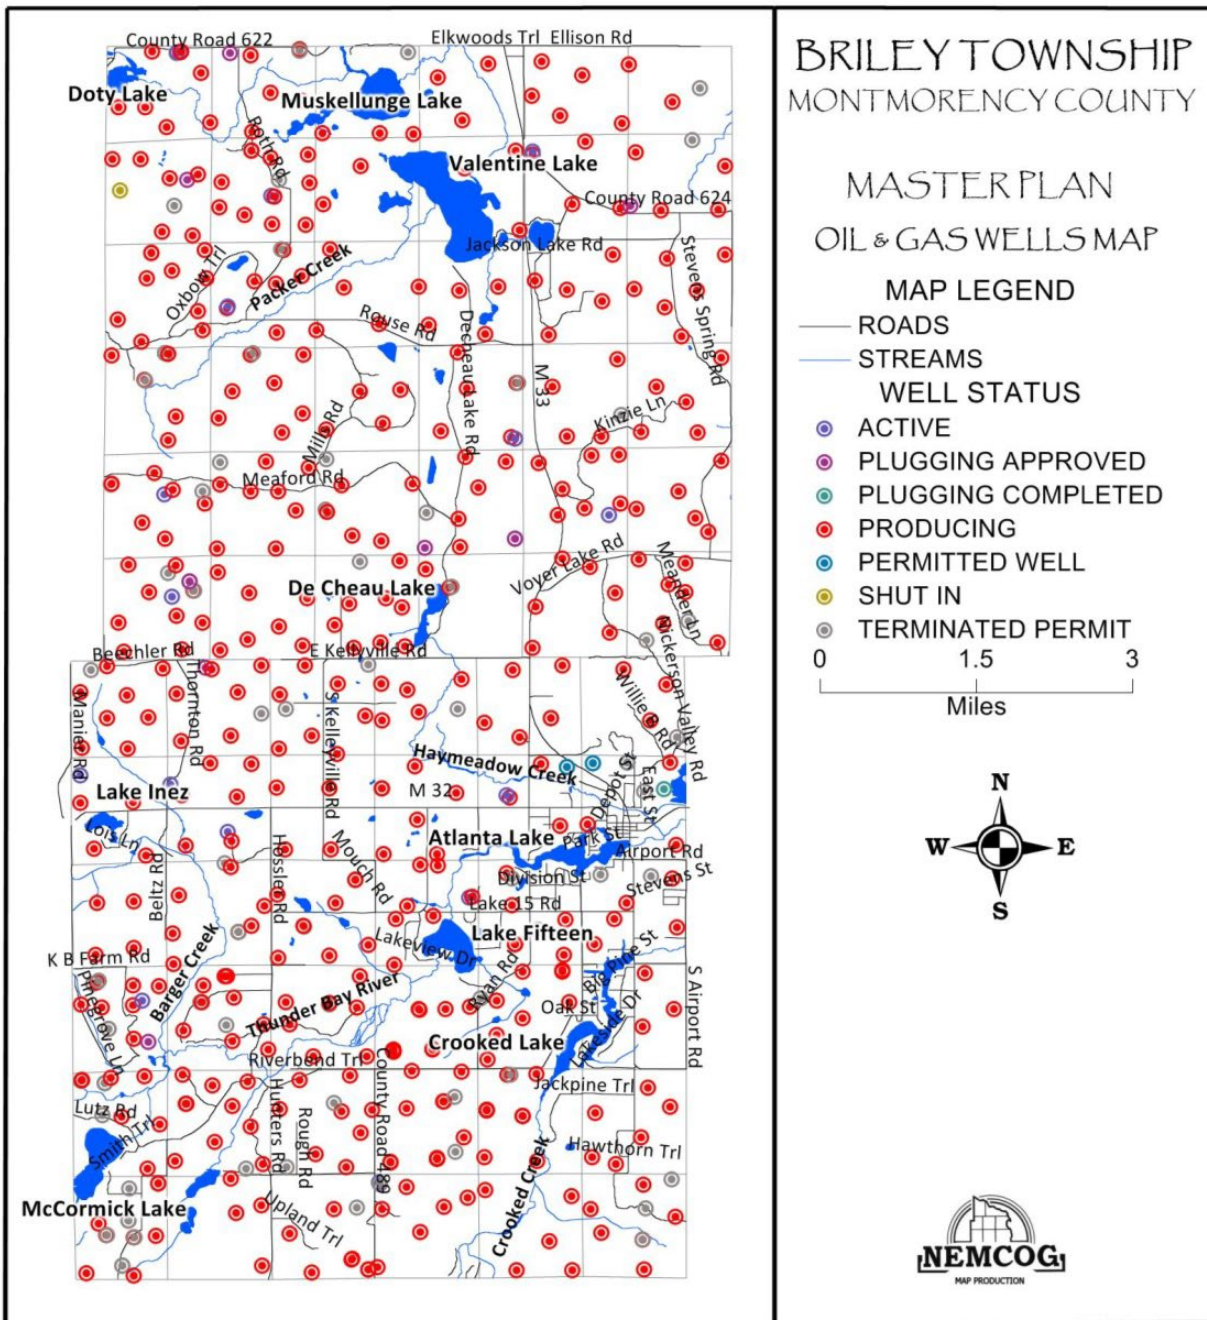 County Road 622
Elkwoods Trl Ellison Rd
Doty Lake
Muskellunge Lake
Roth Rd
Valentine Lake
County Road 624
Jackson Lake Rd
Stevens Spring Rd
Oxbow Trl
Packer Creek
Rouse Rd
Decheau Lake Rd
M 33
Kinzie Ln
Mills Rd
Meaford Rd
Voyer Lake Rd
Meander Ln
De Cheau Lake
Nickerson Valley Rd
Beechler Rd
E Kellyville Rd
Thornton Rd
Manier Rd
S Kelleyville Rd
Willie B Rd
Haymeadow Creek
Depot St
East St
Lake Inez
M 32
Lois Ln
Atlanta Lake
Park St
Airport Rd
Beltz Rd
Hossler Rd
Mouch Rd
Division St
Stevens St
Lake 15 Rd
Lake Fifteen
Lakeview Dr
K B Farm Rd
Barger Creek
Big Pine St
S Airport Rd
Pinegrove Ln
Thunder Bay River
Ryan Rd
Oak St
Lakeside Dr
Crooked Lake
Riverbend Trl
Jackpine Trl
County Road 489
Lutz Rd
Smith Trl
Hunters Rd
Rough Rd
Hawthorn Trl
Crooked Creek
McCormick Lake
Upland Trl
BRILEY TOWNSHIP
MONTMORENCY COUNTY
MASTER PLAN
OIL & GAS WELLS MAP
MAP LEGEND
ROADS
STREAMS
WELL STATUS
ACTIVE
PLUGGING APPROVED
PLUGGING COMPLETED
PRODUCING
PERMITTED WELL
SHUT IN
TERMINATED PERMIT
0 1.5 3
Miles
N
W E
S
NEMCOG
MAP PRODUCTION